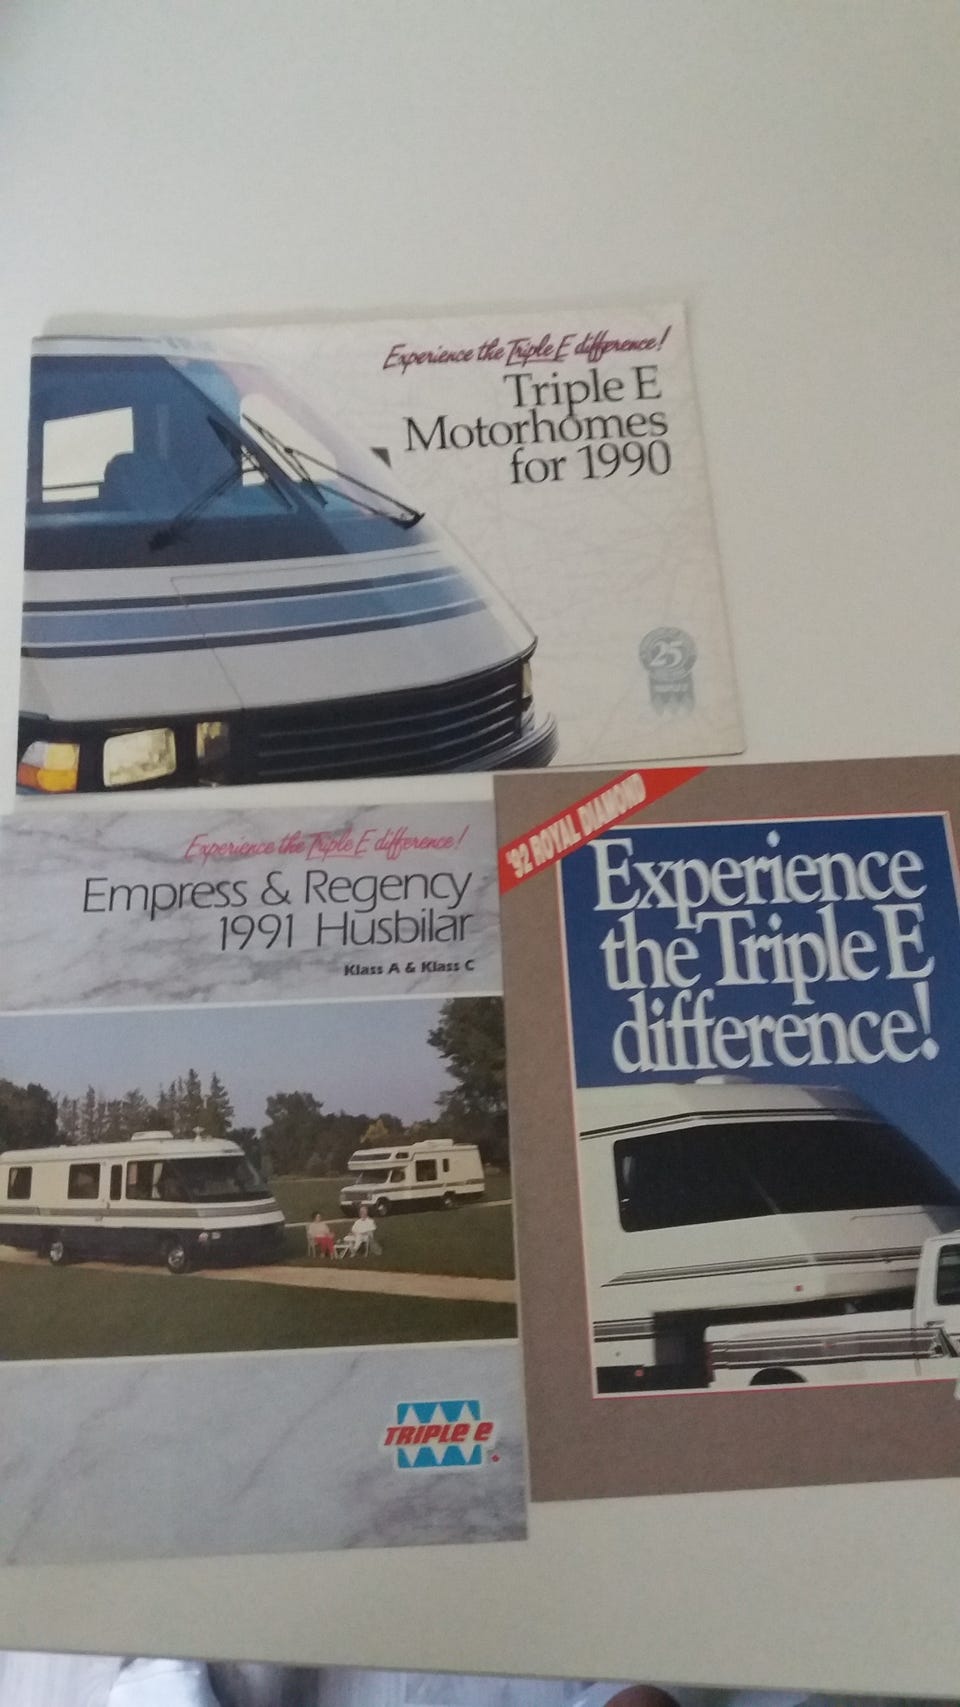 Experience the Triple E difference!
Triple E
Motorhomes
for 1990
25
Experience the Triple E difference!
Empress & Regency
1991 Husbilar
Klass A & Klass C
TRIPLE E
'92 ROYAL DIAMOND
Experience
the Triple E
difference!